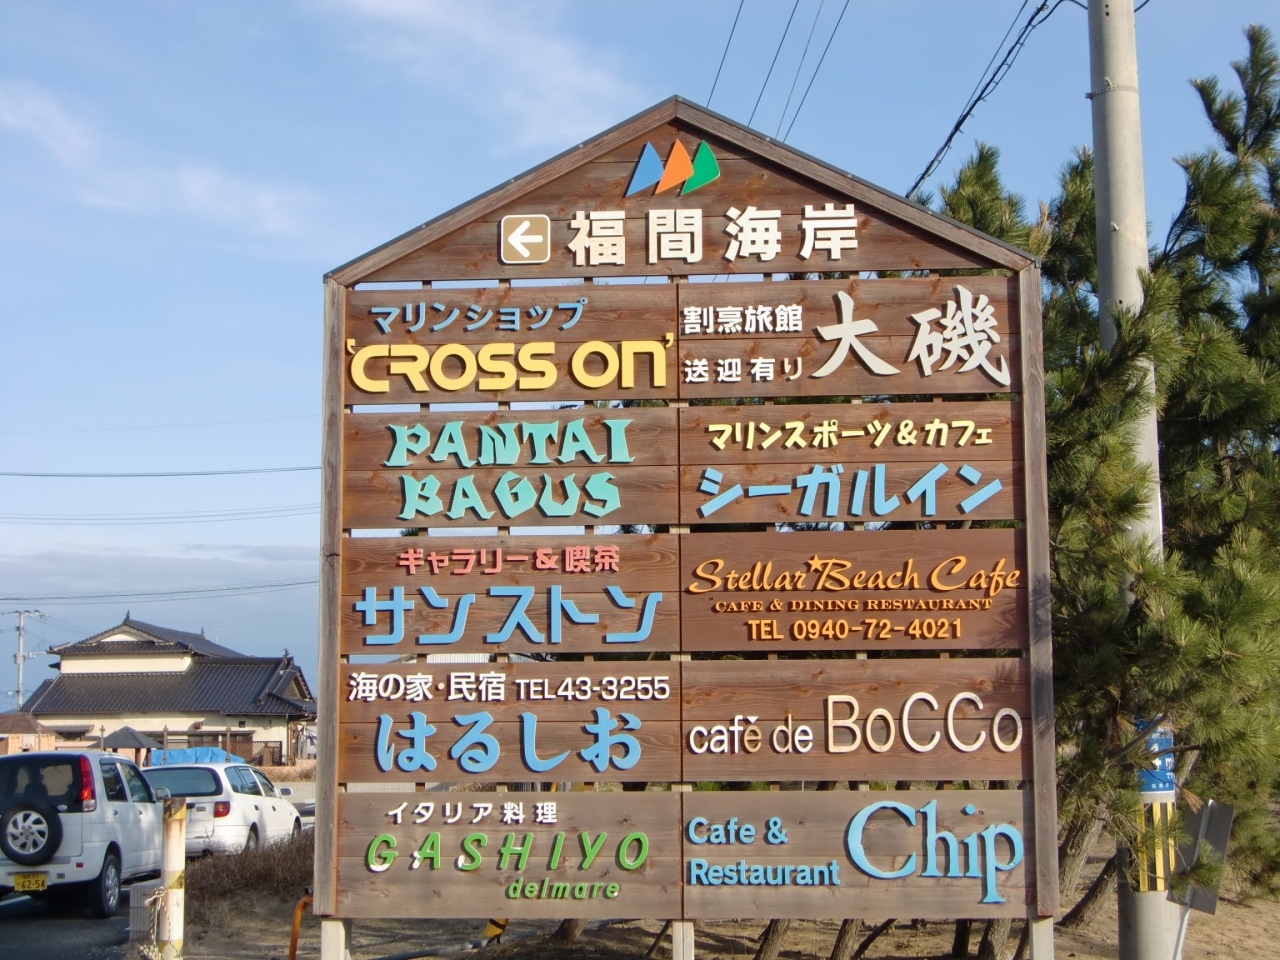 ← 福間海岸
マリンショップ
'CROSS ON'
割烹旅館
送迎有り
大磯
PANTAI
BAGUS
マリンスポーツ&カフェ
シーガルイン
ギャラリー&喫茶
サンストーン
Stellar★Beach Cafe
CAFE & DINING RESTAURANT
TEL 0940-72-4021
海の家・民宿 TEL43-3255
はるしお
café de BoCCo
イタリア料理
GASHIYO
delmare
Cafe &
Restaurant
Chip
62-54